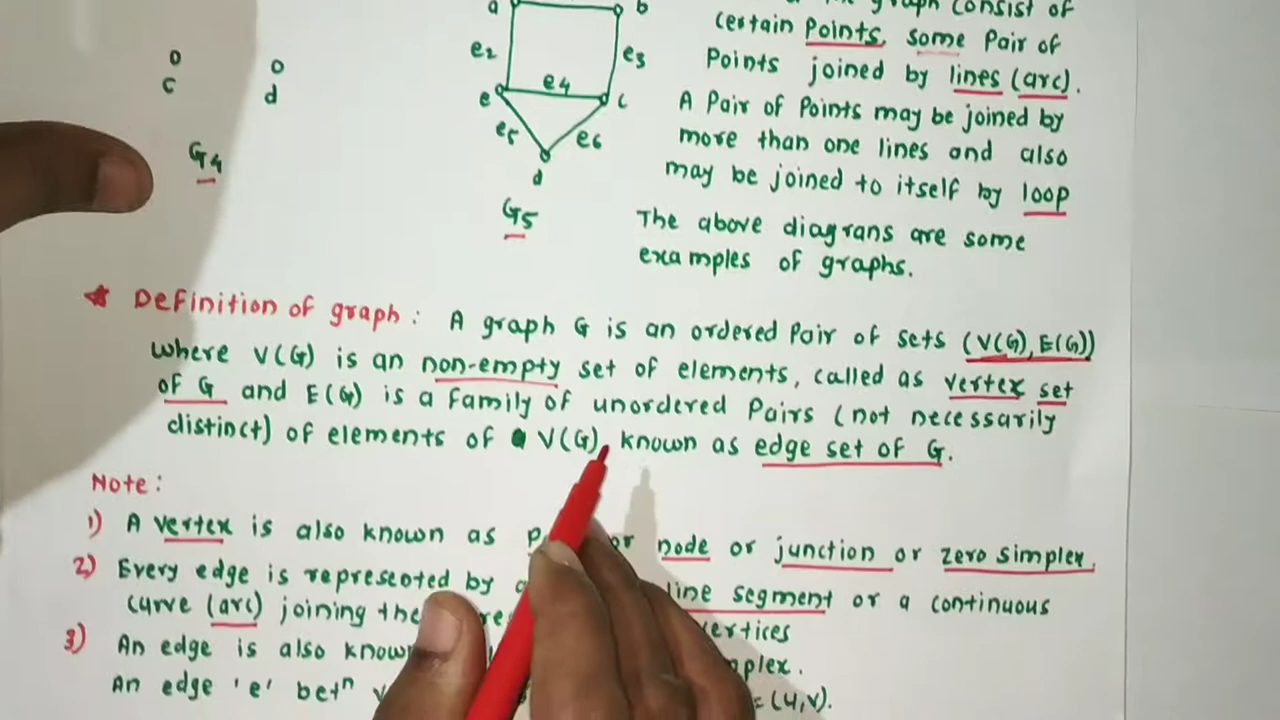 a b
graph consist of
certain points, some pair of
e2 e3
points joined by lines (arc).
o o
c d
e4
e c
A pair of points may be joined by
e5 e6
more than one lines and also
G4
d
may be joined to itself by loop
G5
The above diagrans are some
examples of graphs.
* Definition of graph : A graph G is an ordered pair of sets (V(G), E(G))
where V(G) is an non-empty set of elements, called as vertex set
of G and E(G) is a family of unordered pairs (not necessarily
distinct) of elements of V(G), known as edge set of G.
Note :
1) A vertex is also known as or node or junction or zero simplex.
2) Every edge is represeoted by line segment or a continuous
curve (arc) joining the vertices
3) An edge is also known
An edge 'e' betn = (u,v).